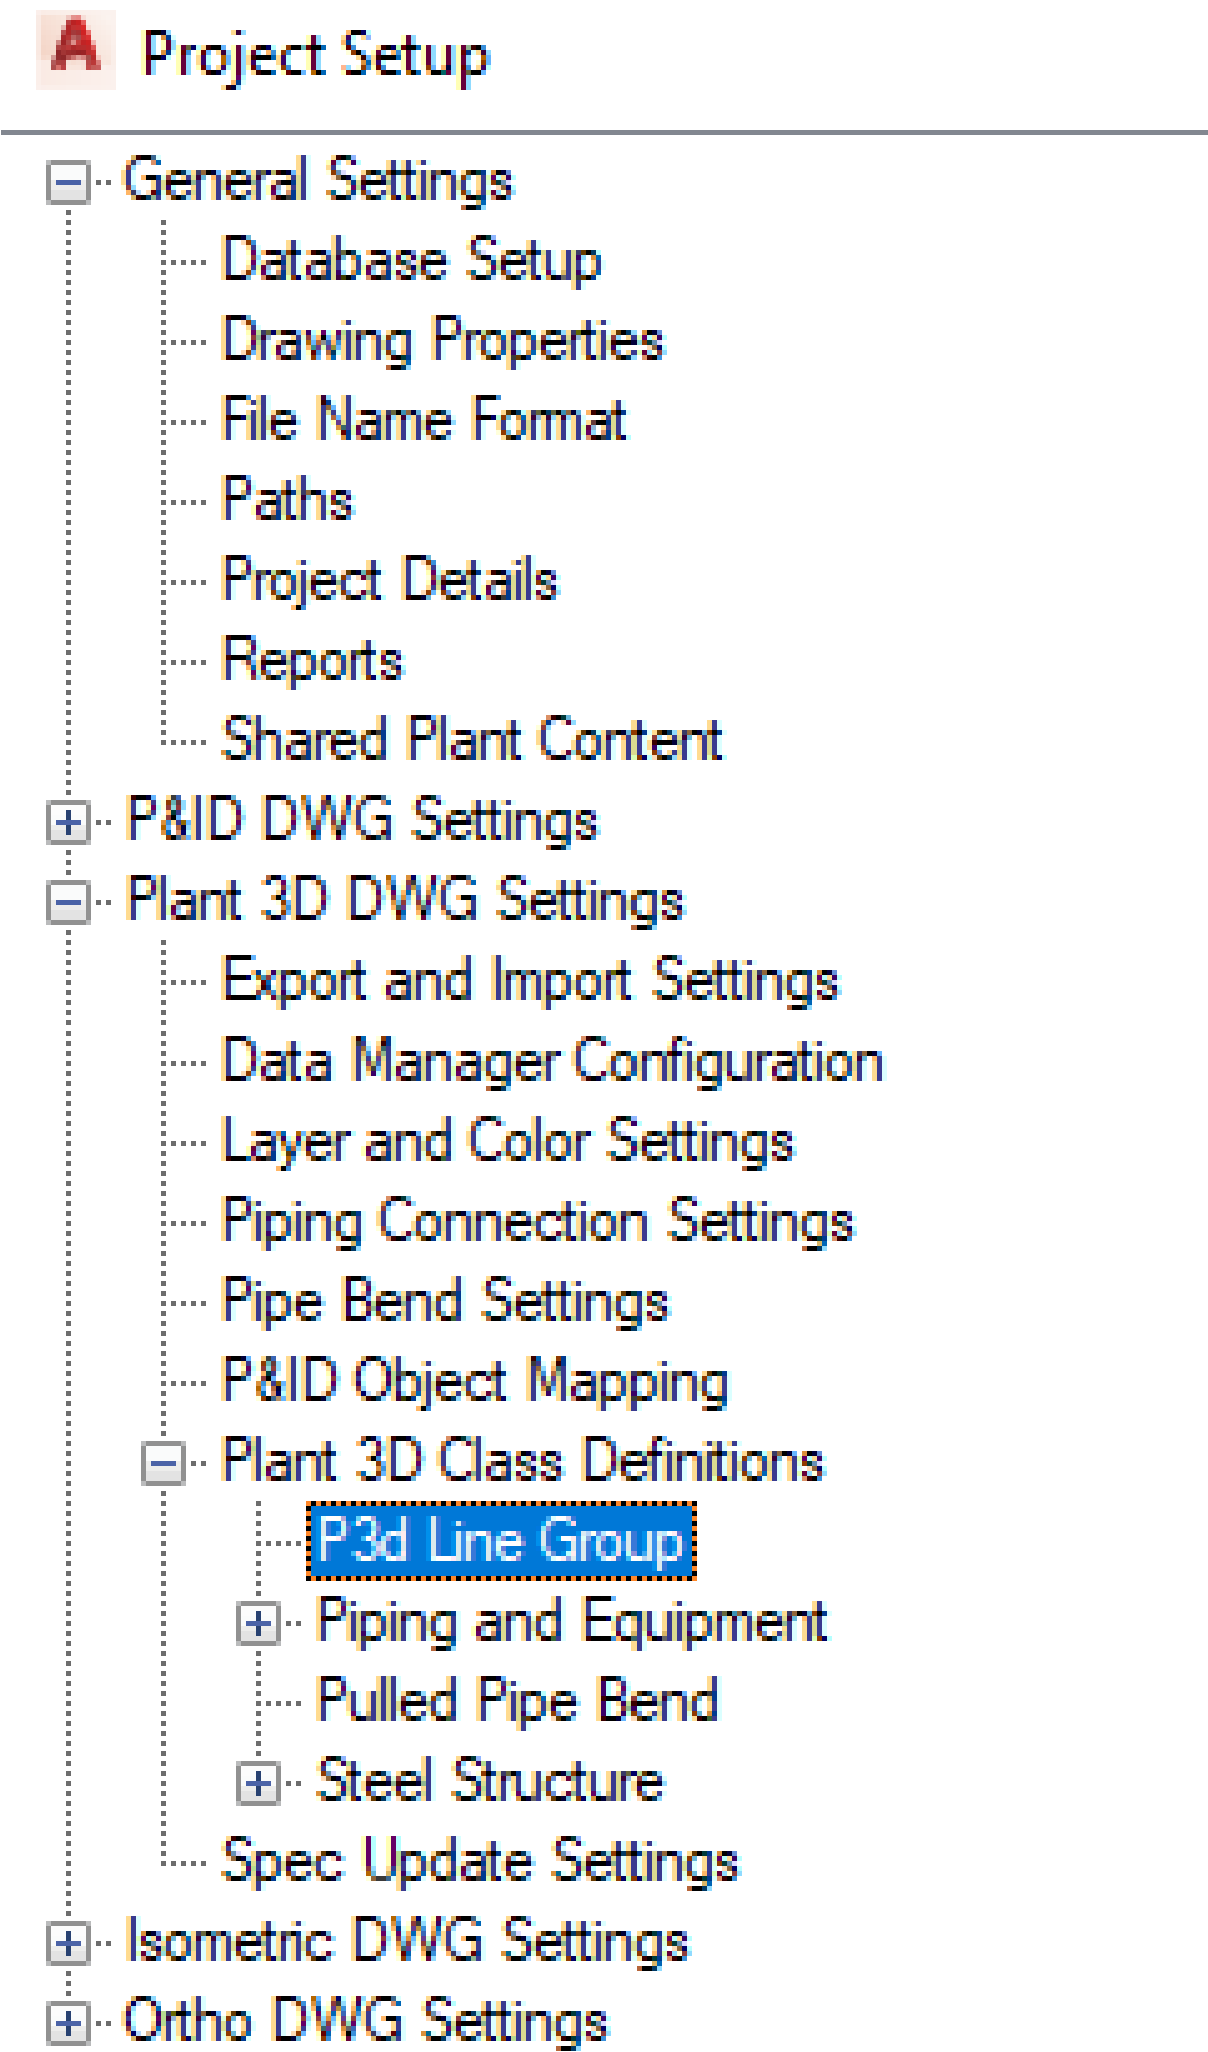 Project Setup
General Settings
Database Setup
Drawing Properties
File Name Format
Paths
Project Details
Reports
Shared Plant Content
P&ID DWG Settings
Plant 3D DWG Settings
Export and Import Settings
Data Manager Configuration
Layer and Color Settings
Piping Connection Settings
Pipe Bend Settings
P&ID Object Mapping
Plant 3D Class Definitions
P3d Line Group
Piping and Equipment
Pulled Pipe Bend
Steel Structure
Spec Update Settings
Isometric DWG Settings
Ortho DWG Settings